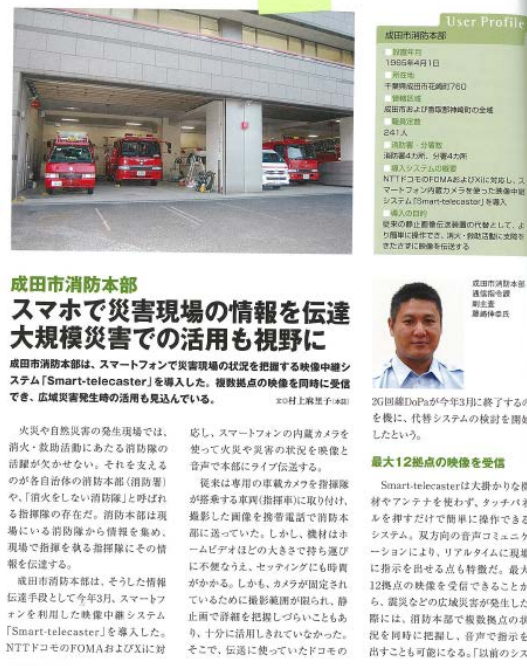 User Profile
成田市消防本部
■設置年月
1965年4月1日
■所在地
千葉県成田市花崎町760
■管轄区域
成田市および香取郡神崎町の全域
■職員定数
241人
■消防署・分署数
消防署4カ所、分署4カ所
■導入システムの概要
NTTドコモのFOMAおよびXiに対応し、ス
マートフォン内蔵カメラを使った映像中継
システム「Smart-telecaster」を導入
■導入の目的
従来の静止画像伝送装置の代替として、よ
り簡単に操作でき、消火・救助活動に支障を
きたさずに映像を伝送する
成田市消防本部
スマホで災害現場の情報を伝達
大規模災害での活用も視野に
成田市消防本部は、スマートフォンで災害現場の状況を把握する映像中継シ
ステム「Smart-telecaster」を導入した。複数拠点の映像を同時に受信
でき、広域災害発生時の活用も見込んでいる。
文◎村上麻里子(本誌)
火災や自然災害の発生現場では、
消火・救助活動にあたる消防隊の
活躍が欠かせない。それを支える
のが各自治体の消防本部(消防署)
や、「消火をしない消防隊」と呼ばれ
る指揮隊の存在だ。消防本部は現
場にいる消防隊から情報を集め、
現場で指揮を執る指揮隊にその情
報を伝達する。
成田市消防本部は、そうした情報
伝達手段として今年3月、スマートフ
ォンを利用した映像中継システム
「Smart-telecaster」を導入した。
NTTドコモのFOMAおよびXiに対
応し、スマートフォンの内蔵カメラを
使って火災や災害の状況を映像と
音声で本部にライブ伝送する。
従来は専用の車載カメラを指揮隊
が搭乗する車両(指揮車)に取り付け、
撮影した画像を携帯電話で消防本
部に送っていた。しかし、機材はホ
ームビデオほどの大きさで持ち運び
に不便なうえ、セッティングにも時間
がかかる。しかも、カメラが固定され
ているために撮影範囲が限られ、静
止画で詳細を把握しづらいこともあ
り、十分に活用しきれていなかった。
そこで、伝送に使っていたドコモの
成田市消防本部
通信指令課
副主査
藤崎伸幸氏
2G回線DoPaが今年3月に終了するの
を機に、代替システムの検討を開始
したという。
最大12拠点の映像を受信
Smart-telecasterは大掛かりな機
材やアンテナを使わず、タッチパネ
ルを押すだけで簡単に操作できる
システム。双方向の音声コミュニケ
ーションにより、リアルタイムに現場
に指示を出せる点も特徴だ。最大
12拠点の映像を受信できることか
ら、震災などの広域災害が発生した
際には、消防本部で複数拠点の状
況を同時に把握し、音声で指示を
出すことも可能になる。「以前のシス